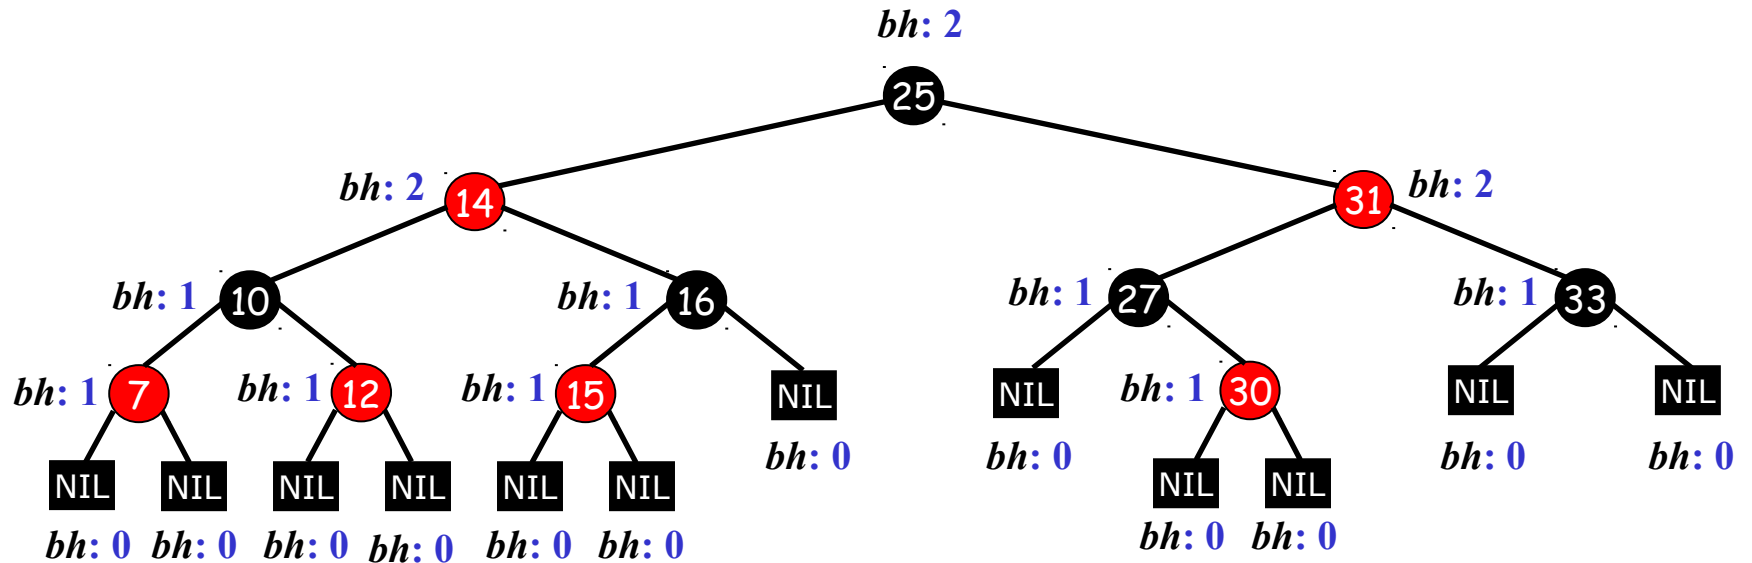 bh: 2
25
bh: 2 14 31 bh: 2
bh: 1 10 bh: 1 16 bh: 1 27 bh: 1 33
bh: 1 7 bh: 1 12 bh: 1 15 NIL NIL bh: 1 30 NIL NIL
bh: 0 bh: 0 bh: 0 bh: 0
NIL NIL NIL NIL NIL NIL NIL NIL
bh: 0 bh: 0 bh: 0 bh: 0 bh: 0 bh: 0 bh: 0 bh: 0